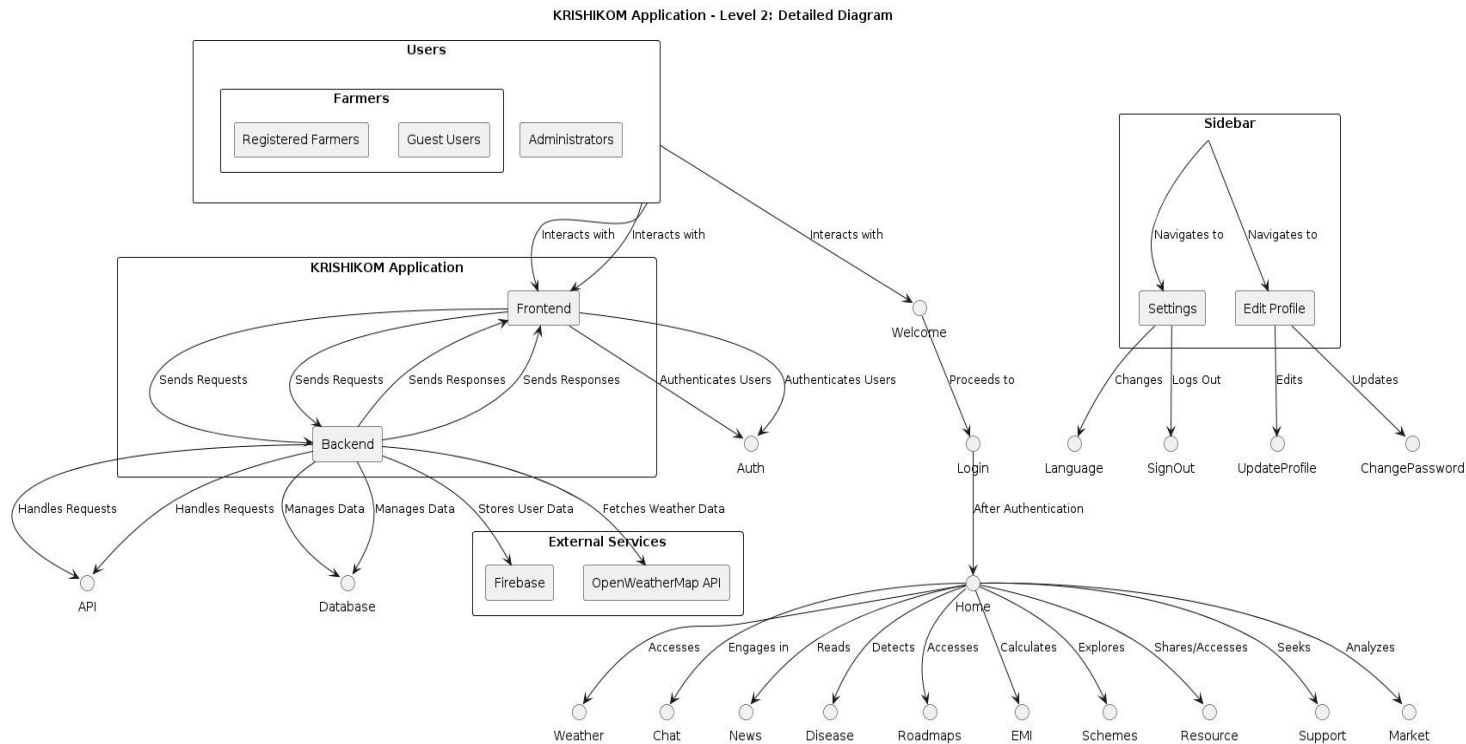 KRISHIKOM Application - Level 2: Detailed Diagram
Users
Farmers
Registered Farmers
Guest Users
Administrators
Sidebar
Interacts with
Interacts with
Interacts with
Navigates to
Navigates to
KRISHIKOM Application
Frontend
Welcome
Settings
Edit Profile
Sends Requests
Sends Requests
Sends Responses
Sends Responses
Authenticates Users
Authenticates Users
Proceeds to
Changes
Logs Out
Edits
Updates
Backend
Auth
Login
Language
SignOut
UpdateProfile
ChangePassword
Handles Requests
Handles Requests
Manages Data
Manages Data
Stores User Data
Fetches Weather Data
After Authentication
External Services
Firebase
OpenWeatherMap API
API
Database
Home
Accesses
Engages in
Reads
Detects
Accesses
Calculates
Explores
Shares/Accesses
Seeks
Analyzes
Weather
Chat
News
Disease
Roadmaps
EMI
Schemes
Resource
Support
Market